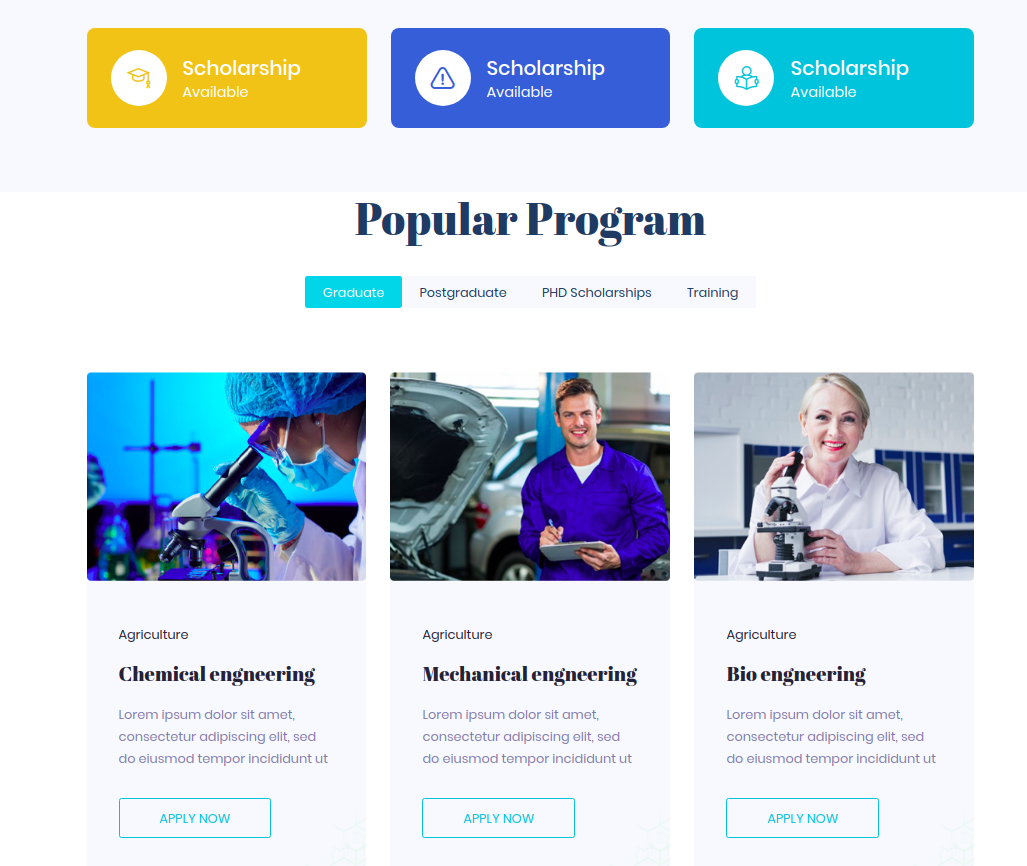 Scholarship
Available
Scholarship
Available
Scholarship
Available
Popular Program
Graduate
Postgraduate
PHD Scholarships
Training
Agriculture
Chemical engneering
Lorem ipsum dolor sit amet,
consectetur adipiscing elit, sed
do eiusmod tempor incididunt ut
APPLY NOW
Agriculture
Mechanical engneering
Lorem ipsum dolor sit amet,
consectetur adipiscing elit, sed
do eiusmod tempor incididunt ut
APPLY NOW
Agriculture
Bio engneering
Lorem ipsum dolor sit amet,
consectetur adipiscing elit, sed
do eiusmod tempor incididunt ut
APPLY NOW